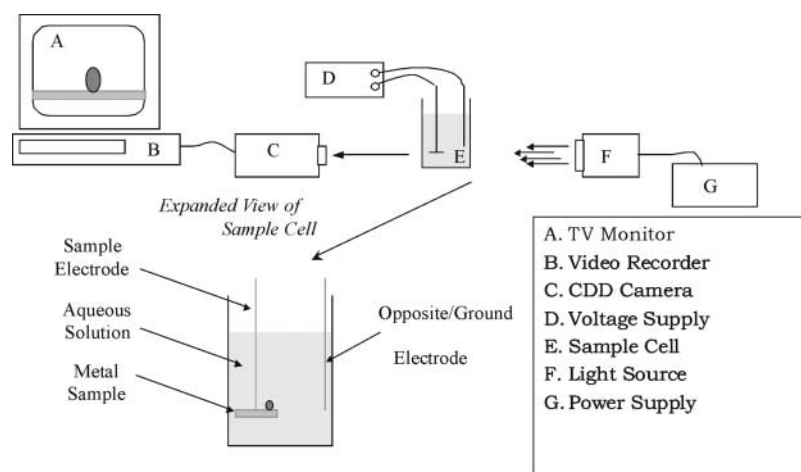 A
B
C
D
E
F
G
Expanded View of
Sample Cell
Sample
Electrode
Aqueous
Solution
Metal
Sample
Opposite/Ground
Electrode
A. TV Monitor
B. Video Recorder
C. CDD Camera
D. Voltage Supply
E. Sample Cell
F. Light Source
G. Power Supply